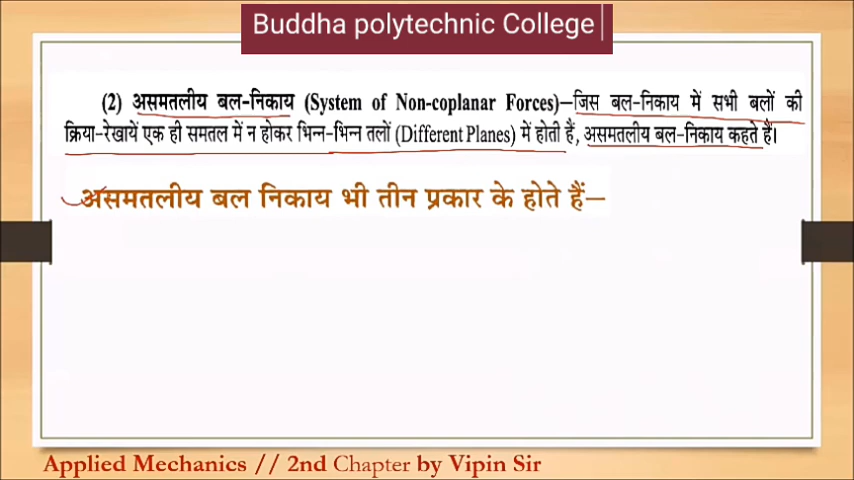 Buddha polytechnic College
(2) असमतलीय बल-निकाय (System of Non-coplanar Forces)–जिस बल-निकाय में सभी बलों की
क्रिया-रेखायें एक ही समतल में न होकर भिन्न-भिन्न तलों (Different Planes) में होती हैं, असमतलीय बल-निकाय कहते हैं।
असमतलीय बल निकाय भी तीन प्रकार के होते हैं–
Applied Mechanics // 2nd Chapter by Vipin Sir